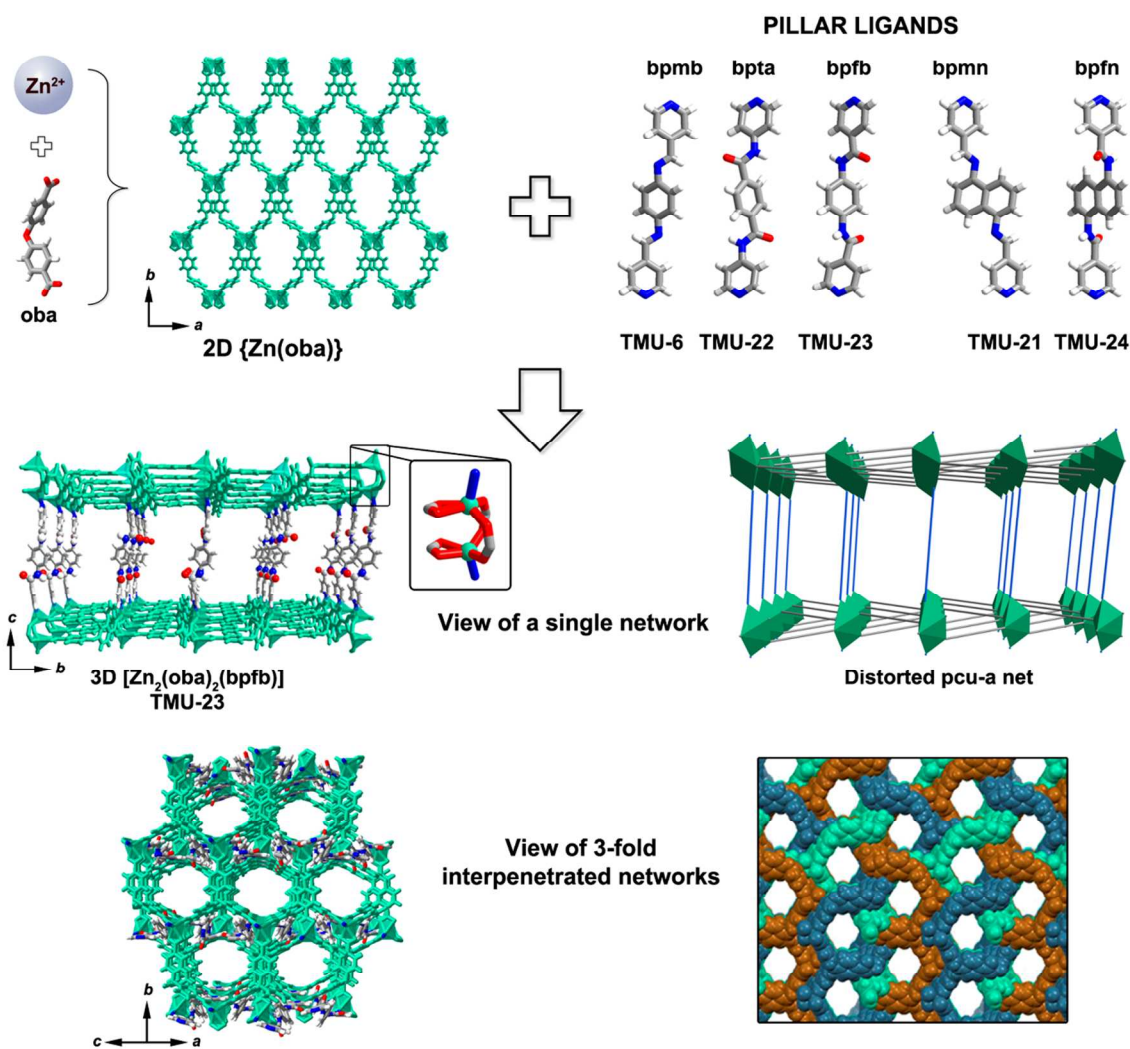 PILLAR LIGANDS
bpmb bpta bpfb bpmn bpfn
Zn²⁺
oba
b
a
2D {Zn(oba)}
TMU-6 TMU-22 TMU-23 TMU-21 TMU-24
c
b
View of a single network
3D [Zn₂(oba)₂(bpfb)]
TMU-23
Distorted pcu-a net
View of 3-fold
interpenetrated networks
b
c a